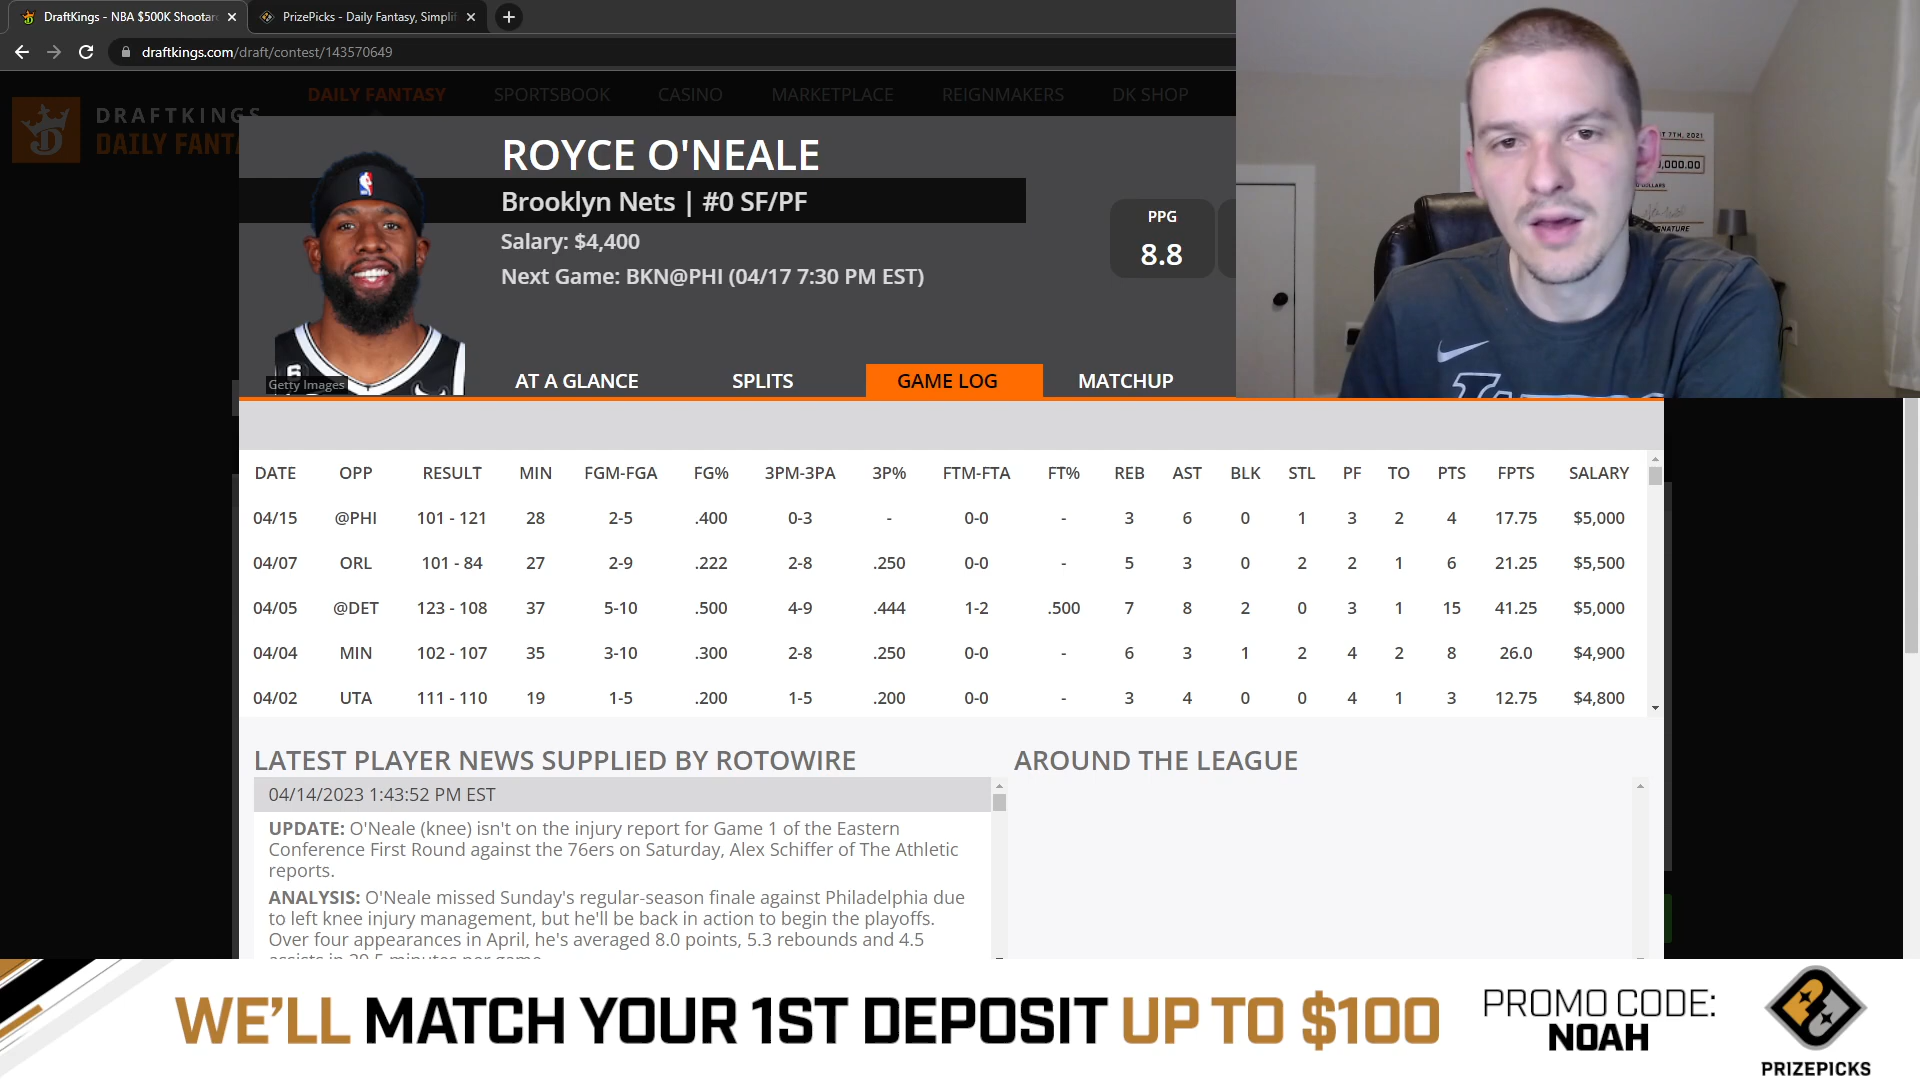 DraftKings - NBA $500K Shootar
PrizePicks - Daily Fantasy, Simplif
draftkings.com/draft/contest/143570649
DAILY FANTASY SPORTSBOOK CASINO MARKETPLACE REIGNMAKERS DK SHOP
DRAFTKINGS
DAILY FANTA
ROYCE O'NEALE
Brooklyn Nets | #0 SF/PF
Salary: $4,400
Next Game: BKN@PHI (04/17 7:30 PM EST)
PPG
8.8
Getty Images
AT A GLANCE SPLITS GAME LOG MATCHUP
DATE OPP RESULT MIN FGM-FGA FG% 3PM-3PA 3P% FTM-FTA FT% REB AST BLK STL PF TO PTS FPTS SALARY
04/15 @PHI 101 - 121 28 2-5 .400 0-3 - 0-0 - 3 6 0 1 3 2 4 17.75 $5,000
04/07 ORL 101 - 84 27 2-9 .222 2-8 .250 0-0 - 5 3 0 2 2 1 6 21.25 $5,500
04/05 @DET 123 - 108 37 5-10 .500 4-9 .444 1-2 .500 7 8 2 0 3 1 15 41.25 $5,000
04/04 MIN 102 - 107 35 3-10 .300 2-8 .250 0-0 - 6 3 1 2 4 2 8 26.0 $4,900
04/02 UTA 111 - 110 19 1-5 .200 1-5 .200 0-0 - 3 4 0 0 4 1 3 12.75 $4,800
LATEST PLAYER NEWS SUPPLIED BY ROTOWIRE
AROUND THE LEAGUE
04/14/2023 1:43:52 PM EST
UPDATE: O'Neale (knee) isn't on the injury report for Game 1 of the Eastern
Conference First Round against the 76ers on Saturday, Alex Schiffer of The Athletic
reports.
ANALYSIS: O'Neale missed Sunday's regular-season finale against Philadelphia due
to left knee injury management, but he'll be back in action to begin the playoffs.
Over four appearances in April, he's averaged 8.0 points, 5.3 rebounds and 4.5
assists in 29.5 minutes per game.
WE'LL MATCH YOUR 1ST DEPOSIT UP TO $100
PROMO CODE:
NOAH
PRIZEPICKS
7TH, 2021
,000.00
DOLLARS